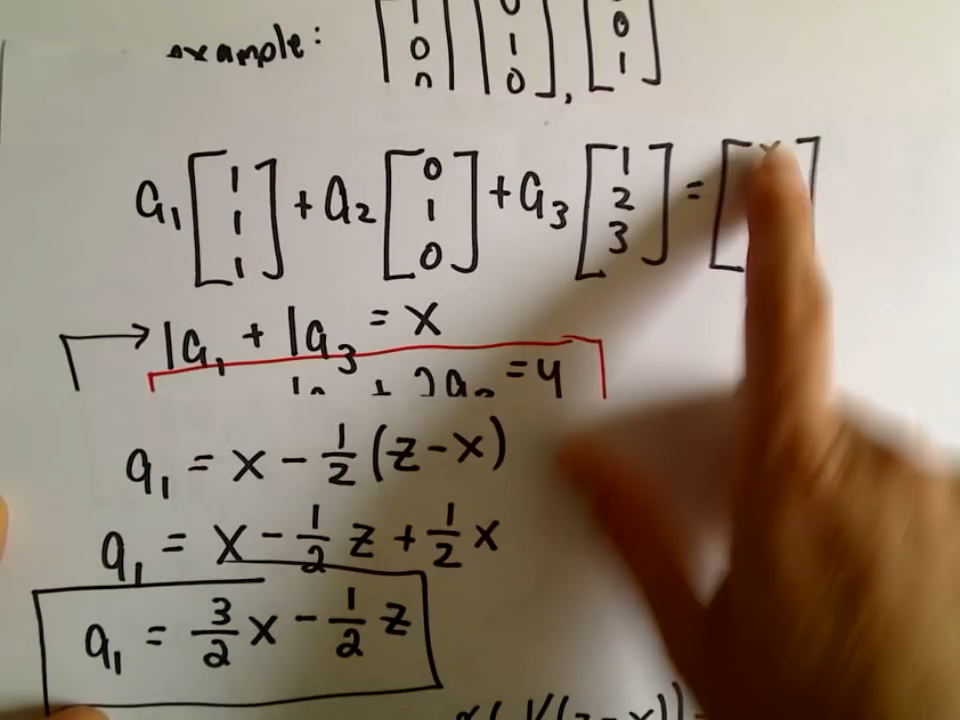 example: [1 0 0] [0 1 0], [0 0 1]
a₁ [1 1 1] + a₂ [0 1 0] + a₃ [1 2 3] = [x
1a₁ + 1a₃ = x
= y
a₁ = x - 1/2 (z - x)
a₁ = x - 1/2 z + 1/2 x
a₁ = 3/2 x - 1/2 z